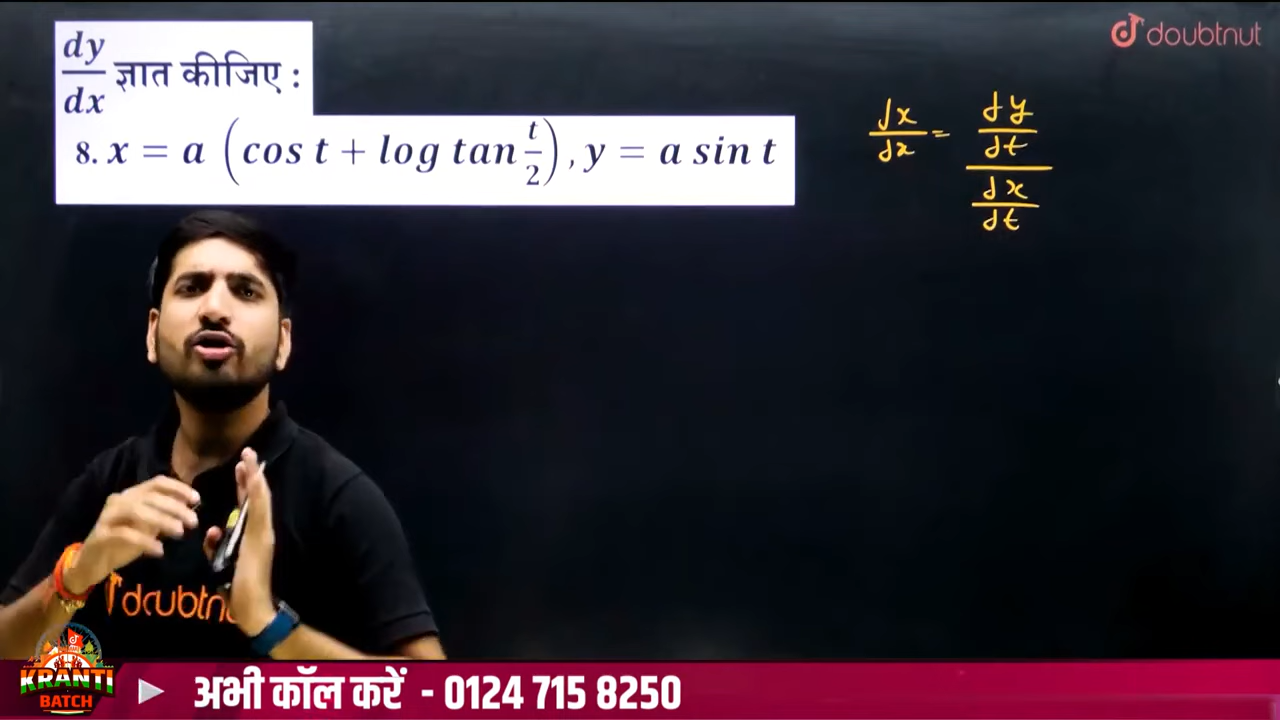 dy/dx ज्ञात कीजिए :
8. x = a (cos t + log tan t/2), y = a sin t
dx/dx = (dy/dt)/(dx/dt)
doubtnut
doubtnu
KRANTI
BATCH
अभी कॉल करें - 0124 715 8250